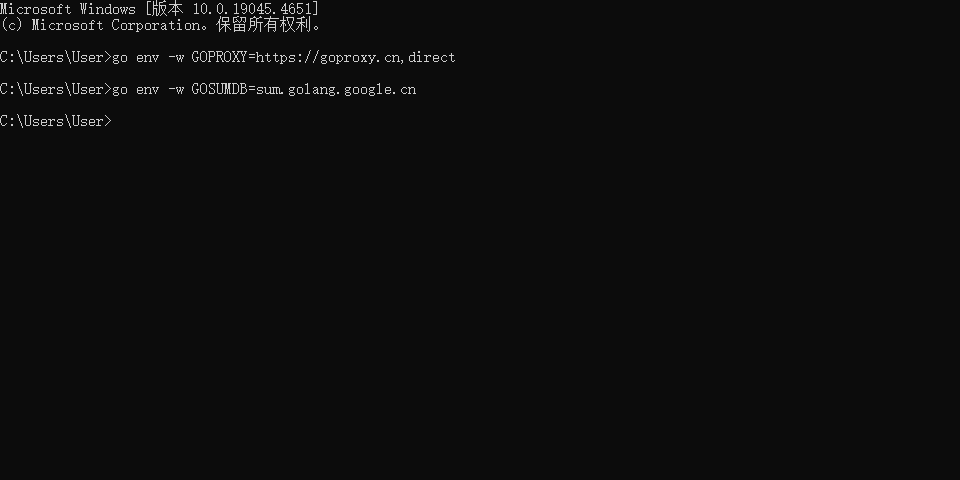 Microsoft Windows [版本 10.0.19045.4651]
(c) Microsoft Corporation。保留所有权利。
C:\Users\User>go env -w GOPROXY=https://goproxy.cn,direct
C:\Users\User>go env -w GOSUMDB=sum.golang.google.cn
C:\Users\User>